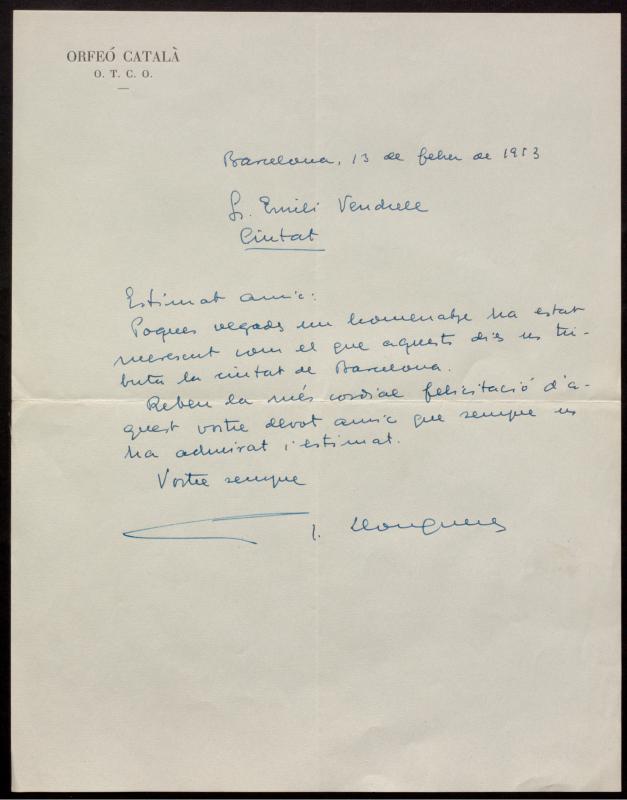 ORFEÓ CATALÀ
O. T. C. O.
Barcelona, 13 de febrer de 1953
Sr. Emili Vendrell
Ciutat
Estimat amic:
Poques vegades un homenatge ha estat
merescut com el que aquests dies us tri-
buta la ciutat de Barcelona.
Rebeu la més cordial felicitació d'a-
quest vostre devot amic que sempre us
ha admirat i estimat.
Vostre sempre
J. Llongueres